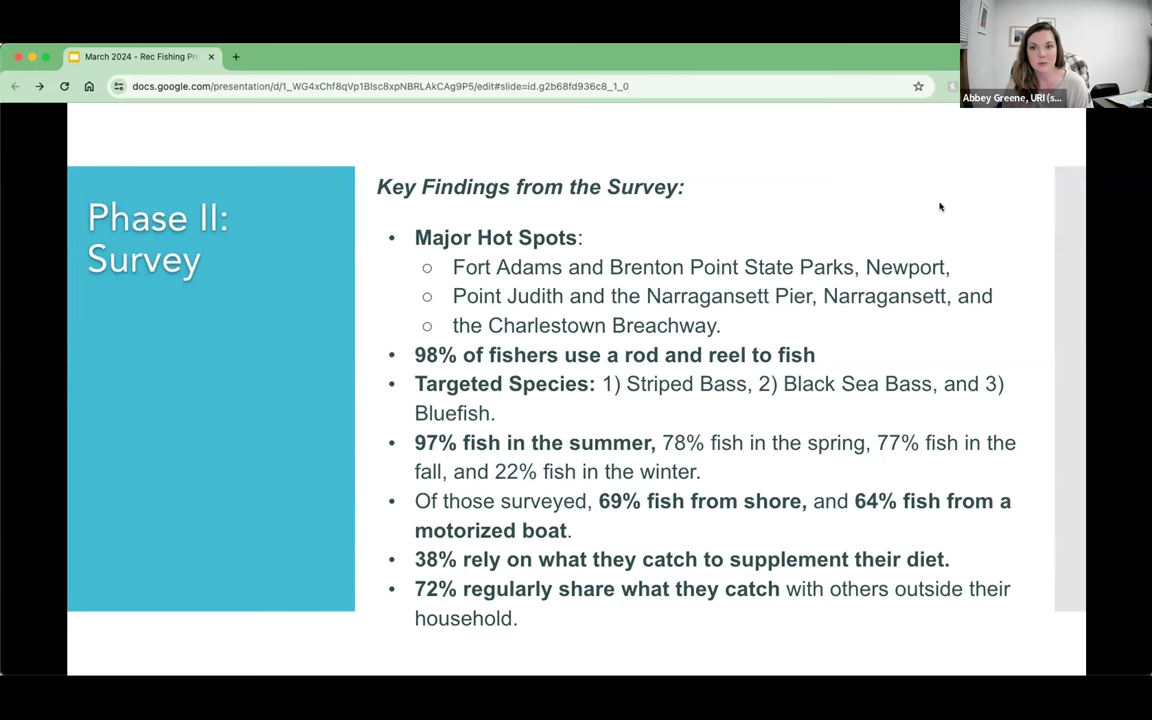 March 2024 - Rec Fishing Pr
docs.google.com/presentation/d/1_WG4xChf8qVp1Blsc8xpNBRLAkCAg9P5/edit#slide=id.g2b68fd936c8_1_0
Abbey Greene, URI (s...
Phase II:
Survey
Key Findings from the Survey:
• Major Hot Spots:
○ Fort Adams and Brenton Point State Parks, Newport,
○ Point Judith and the Narragansett Pier, Narragansett, and
○ the Charlestown Breachway.
• 98% of fishers use a rod and reel to fish
• Targeted Species: 1) Striped Bass, 2) Black Sea Bass, and 3)
Bluefish.
• 97% fish in the summer, 78% fish in the spring, 77% fish in the
fall, and 22% fish in the winter.
• Of those surveyed, 69% fish from shore, and 64% fish from a
motorized boat.
• 38% rely on what they catch to supplement their diet.
• 72% regularly share what they catch with others outside their
household.